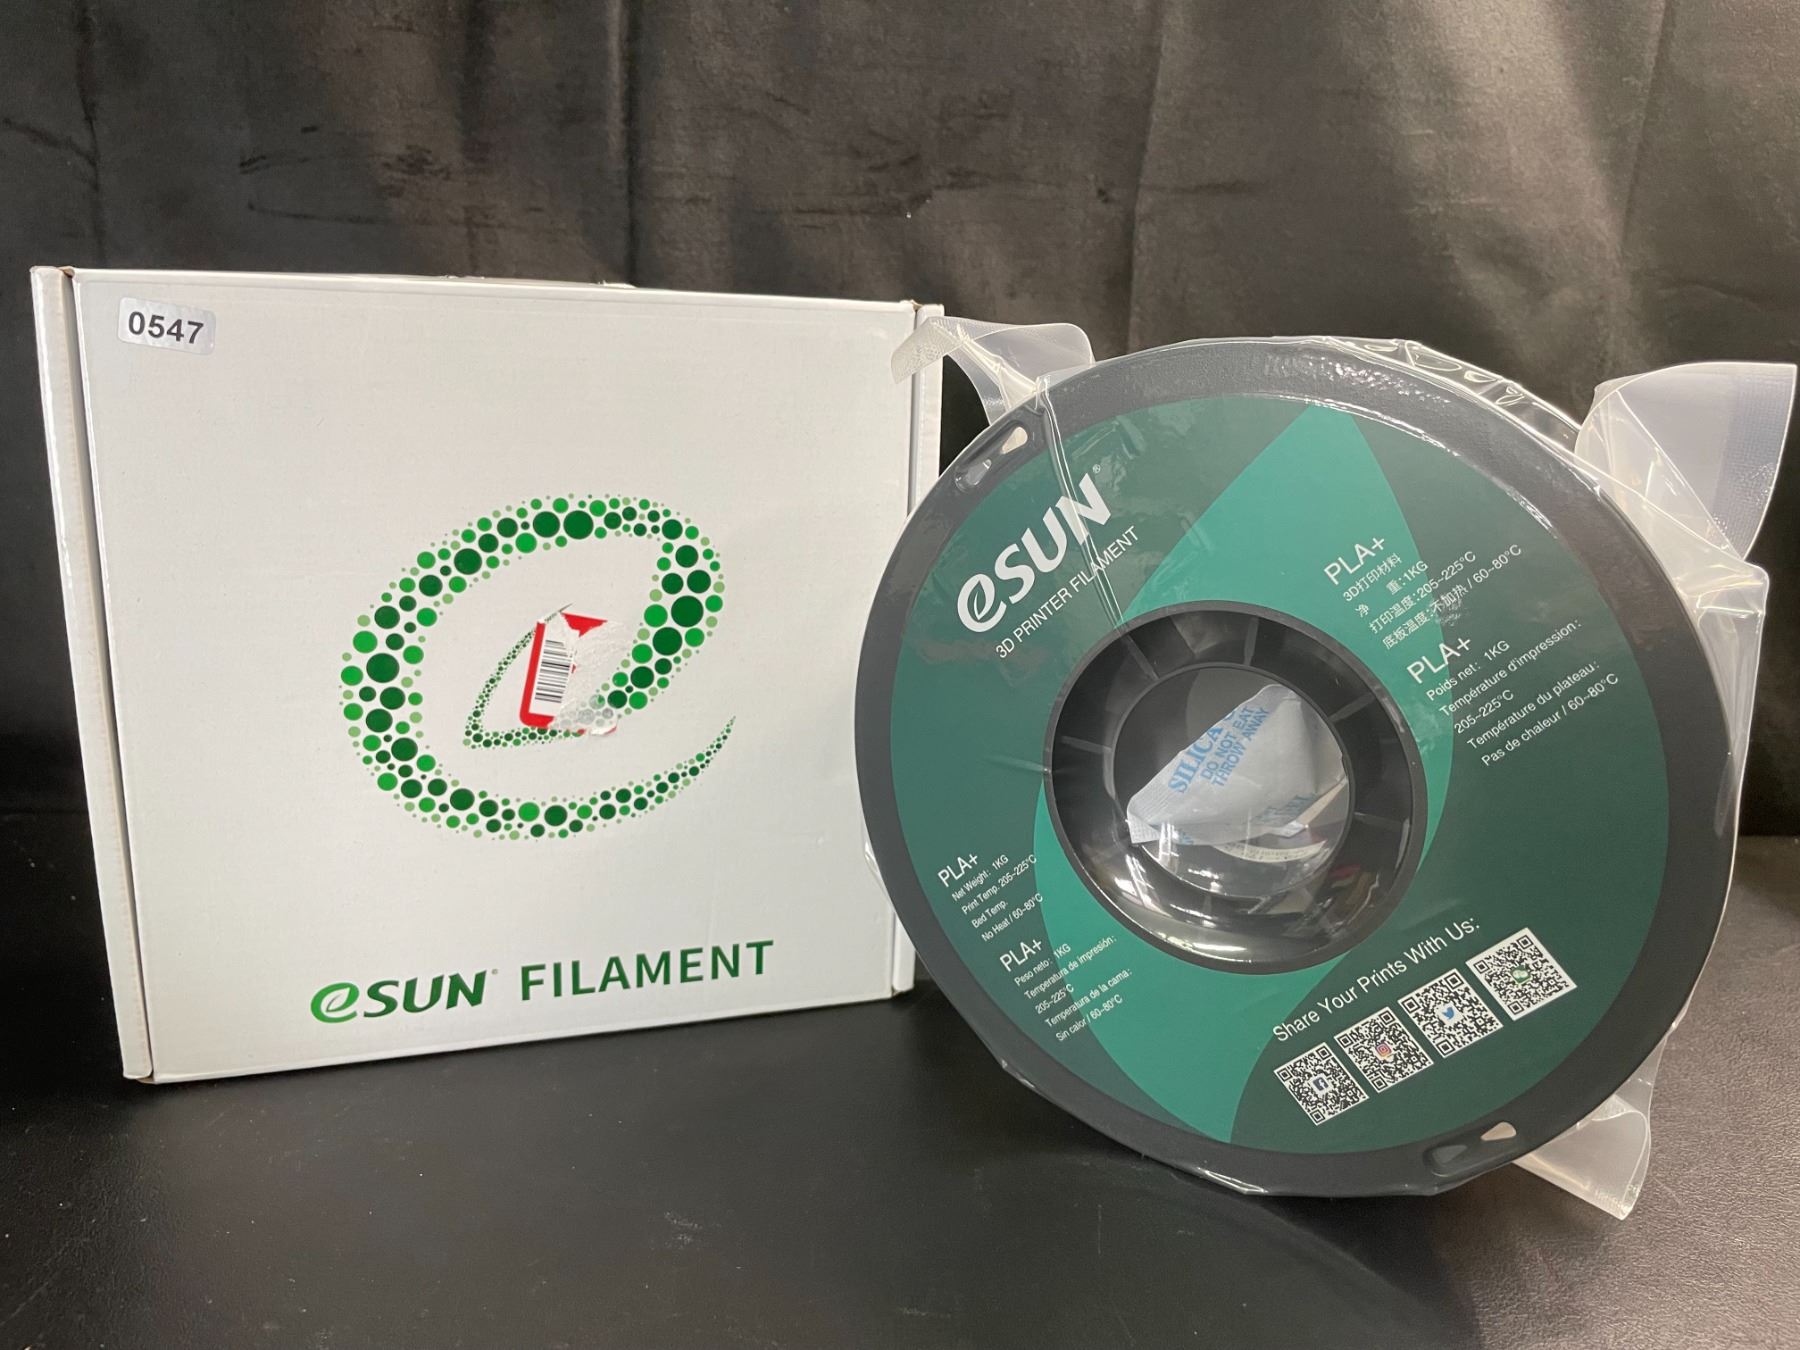 0547
eSUN® FILAMENT
eSUN®
3D PRINTER FILAMENT
PLA+
3D打印材料
净 重:1KG
打印温度:205~225°C
底板温度:不加热 / 60~80°C
PLA+
Poids net: 1KG
Température d'impression:
205~225°C
Température du plateau:
Pas de chaleur / 60~80°C
SILICA
DO NOT EAT
THROW AWAY
PLA+
Net Weight: 1KG
Print Temp. 205~225°C
Bed Temp.
No Heat / 60~80°C
PLA+
Peso neto: 1KG
Temperatura de impresión:
205~225°C
Temperatura de la cama:
Sin calor / 60~80°C
Share Your Prints With Us: